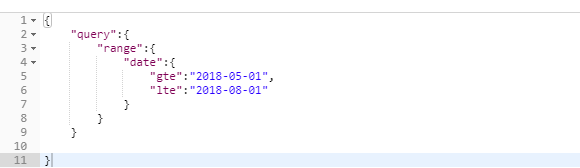 1 {
2 "query":{
3 "range":{
4 "date":{
5 "gte":"2018-05-01",
6 "lte":"2018-08-01"
7 }
8 }
9 }
10
11 }